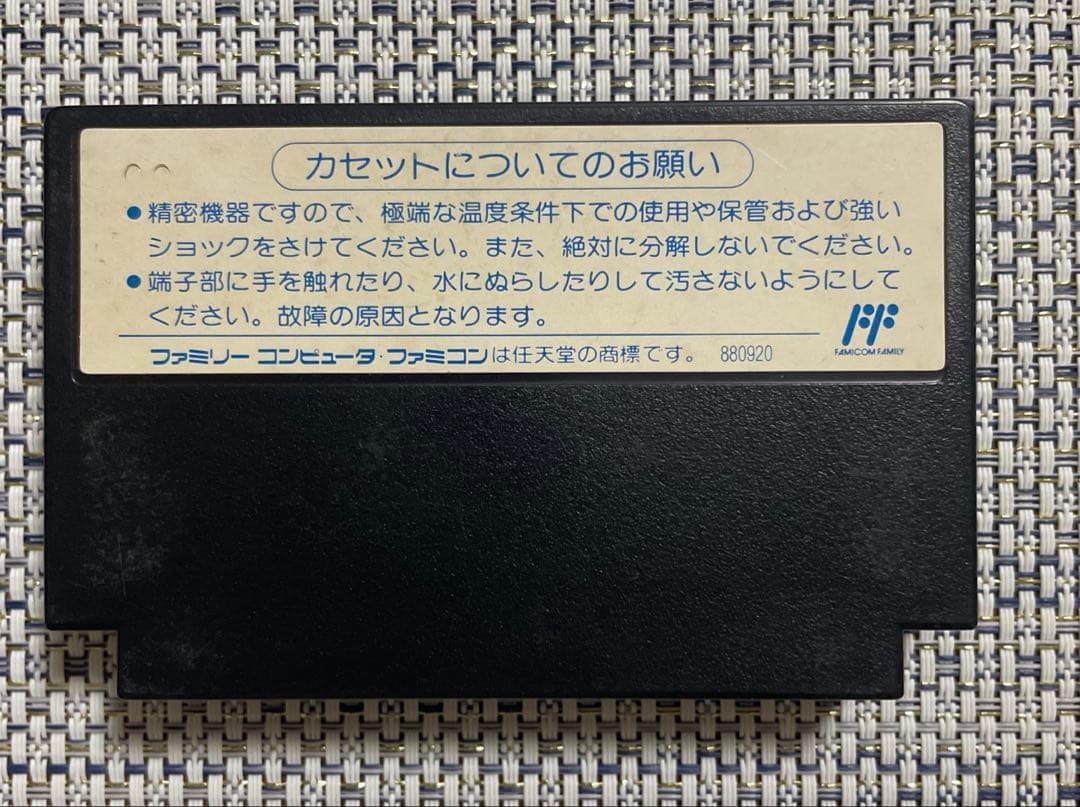 カセットについてのお願い
●精密機器ですので、極端な温度条件下での使用や保管および強い
ショックをさけてください。また、絶対に分解しないでください。
●端子部に手を触れたり、水にぬらしたりして汚さないようにして
ください。故障の原因となります。
ファミリー コンピュータ・ファミコンは任天堂の商標です。 880920
FAMICOM FAMILY